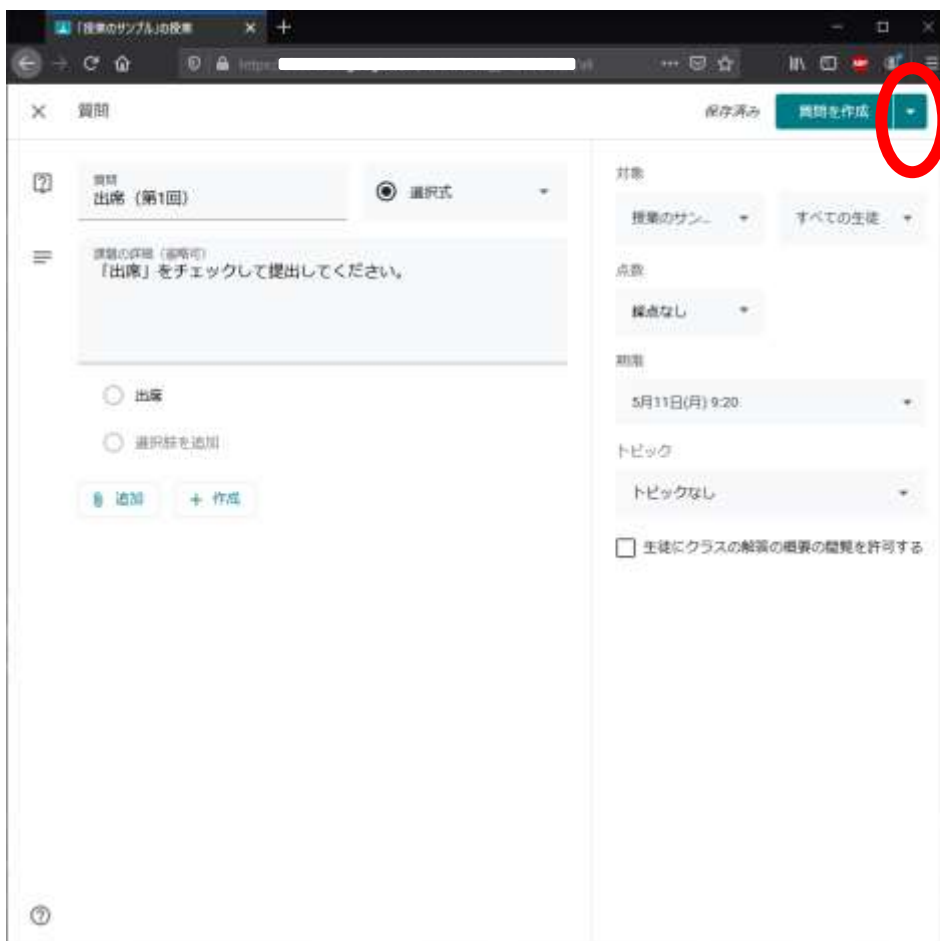 「授業のサンプル」の授業
質問
保存済み
質問を作成
質問
出席（第1回）
選択式
課題の詳細（省略可）
「出席」をチェックして提出してください。
出席
選択肢を追加
追加
作成
対象
授業のサン...
すべての生徒
点数
採点なし
期限
5月11日(月) 9:20
トピック
トピックなし
生徒にクラスの解答の概要の閲覧を許可する